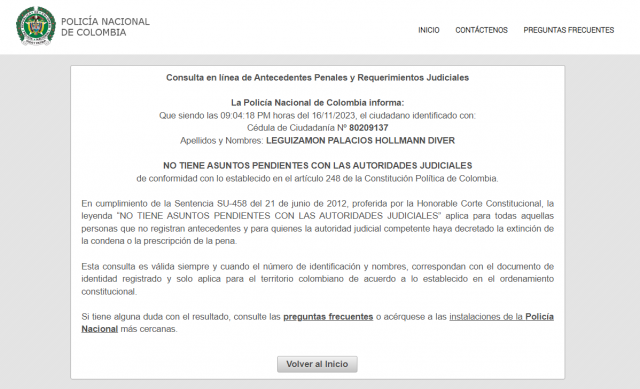 POLICÍA NACIONAL
DE COLOMBIA
INICIO CONTÁCTENOS PREGUNTAS FRECUENTES
Consulta en línea de Antecedentes Penales y Requerimientos Judiciales
La Policía Nacional de Colombia informa:
Que siendo las 09:04:18 PM horas del 16/11/2023, el ciudadano identificado con:
Cédula de Ciudadanía Nº 80209137
Apellidos y Nombres: LEGUIZAMON PALACIOS HOLLMANN DIVER
NO TIENE ASUNTOS PENDIENTES CON LAS AUTORIDADES JUDICIALES
de conformidad con lo establecido en el artículo 248 de la Constitución Política de Colombia.
En cumplimiento de la Sentencia SU-458 del 21 de junio de 2012, proferida por la Honorable Corte Constitucional, la
leyenda "NO TIENE ASUNTOS PENDIENTES CON LAS AUTORIDADES JUDICIALES" aplica para todas aquellas
personas que no registran antecedentes y para quienes la autoridad judicial competente haya decretado la extinción de
la condena o la prescripción de la pena.
Esta consulta es válida siempre y cuando el número de identificación y nombres, correspondan con el documento de
identidad registrado y solo aplica para el territorio colombiano de acuerdo a lo establecido en el ordenamiento
constitucional.
Si tiene alguna duda con el resultado, consulte las preguntas frecuentes o acérquese a las instalaciones de la Policía
Nacional más cercanas.
Volver al Inicio